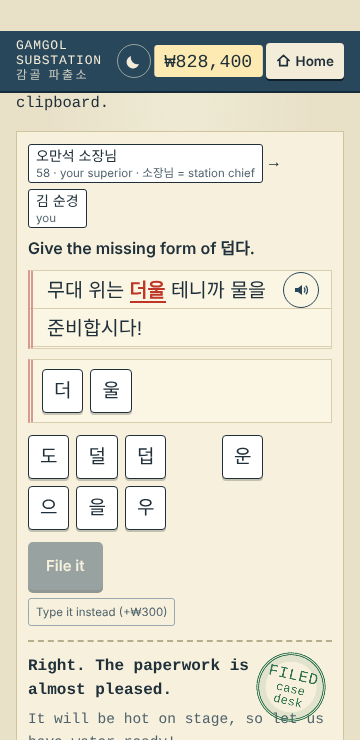 GAMGOL
SUBSTATION
감골 파출소
₩828,400
Home
clipboard.
오만석 소장님
58 · your superior · 소장님 = station chief
→
김 순경
you
Give the missing form of 덥다.
무대 위는 더울 테니까 물을
준비합시다!
더 울
도 덜 덥 운
으 을 우
File it
Type it instead (+₩300)
Right. The paperwork is
almost pleased.
FILED
case
desk
It will be hot on stage, so let us
have water ready!